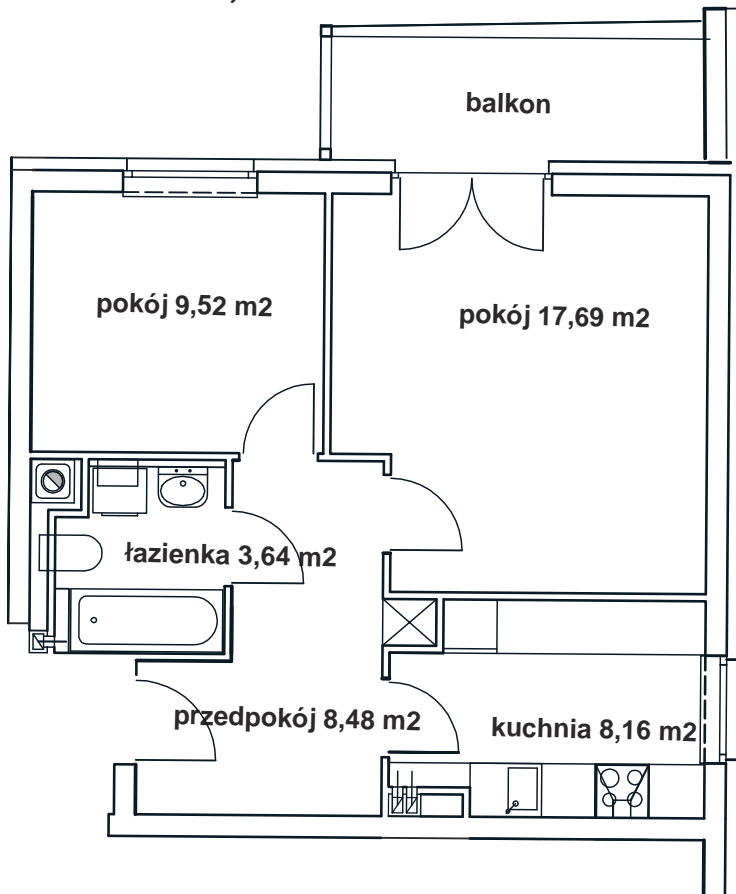 balkon
pokój 9,52 m2
pokój 17,69 m2
łazienka 3,64 m2
przedpokój 8,48 m2
kuchnia 8,16 m2